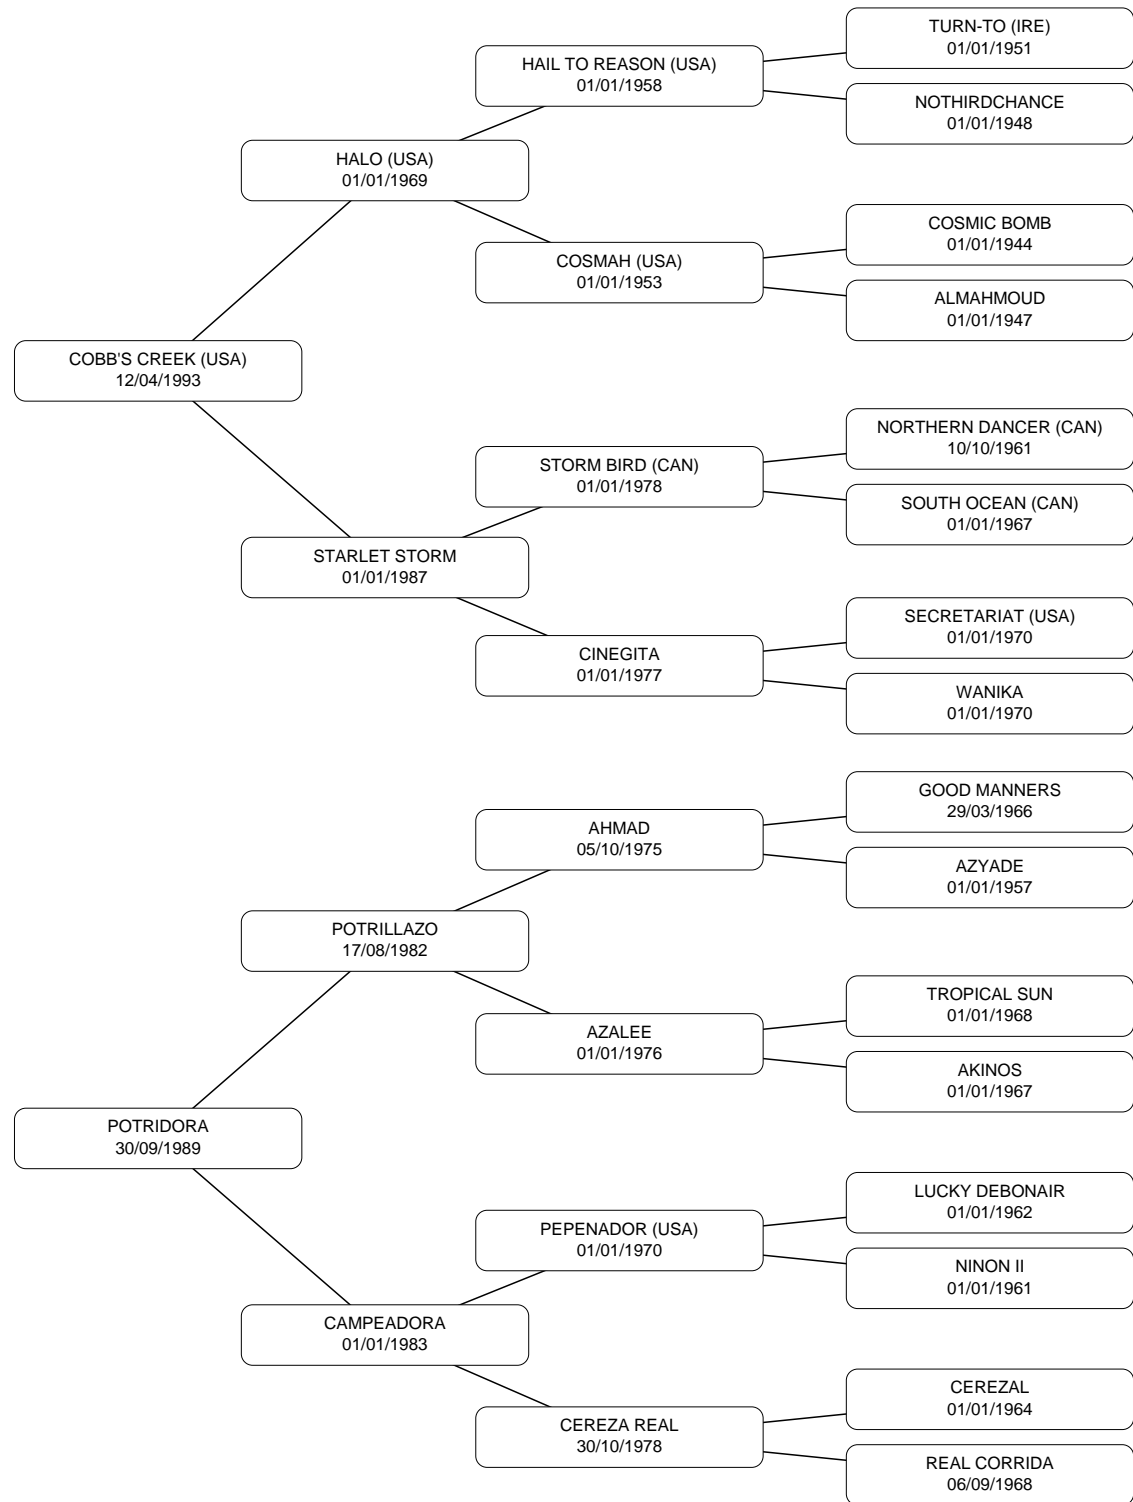 TURN-TO (IRE)
01/01/1951
HAIL TO REASON (USA)
01/01/1958
NOTHIRDCHANCE
01/01/1948
HALO (USA)
01/01/1969
COSMIC BOMB
01/01/1944
COSMAH (USA)
01/01/1953
ALMAHMOUD
01/01/1947
COBB'S CREEK (USA)
12/04/1993
NORTHERN DANCER (CAN)
10/10/1961
STORM BIRD (CAN)
01/01/1978
SOUTH OCEAN (CAN)
01/01/1967
STARLET STORM
01/01/1987
SECRETARIAT (USA)
01/01/1970
CINEGITA
01/01/1977
WANIKA
01/01/1970
GOOD MANNERS
29/03/1966
AHMAD
05/10/1975
AZYADE
01/01/1957
POTRILLAZO
17/08/1982
TROPICAL SUN
01/01/1968
AZALEE
01/01/1976
AKINOS
01/01/1967
POTRIDORA
30/09/1989
LUCKY DEBONAIR
01/01/1962
PEPENADOR (USA)
01/01/1970
NINON II
01/01/1961
CAMPEADORA
01/01/1983
CEREZAL
01/01/1964
CEREZA REAL
30/10/1978
REAL CORRIDA
06/09/1968